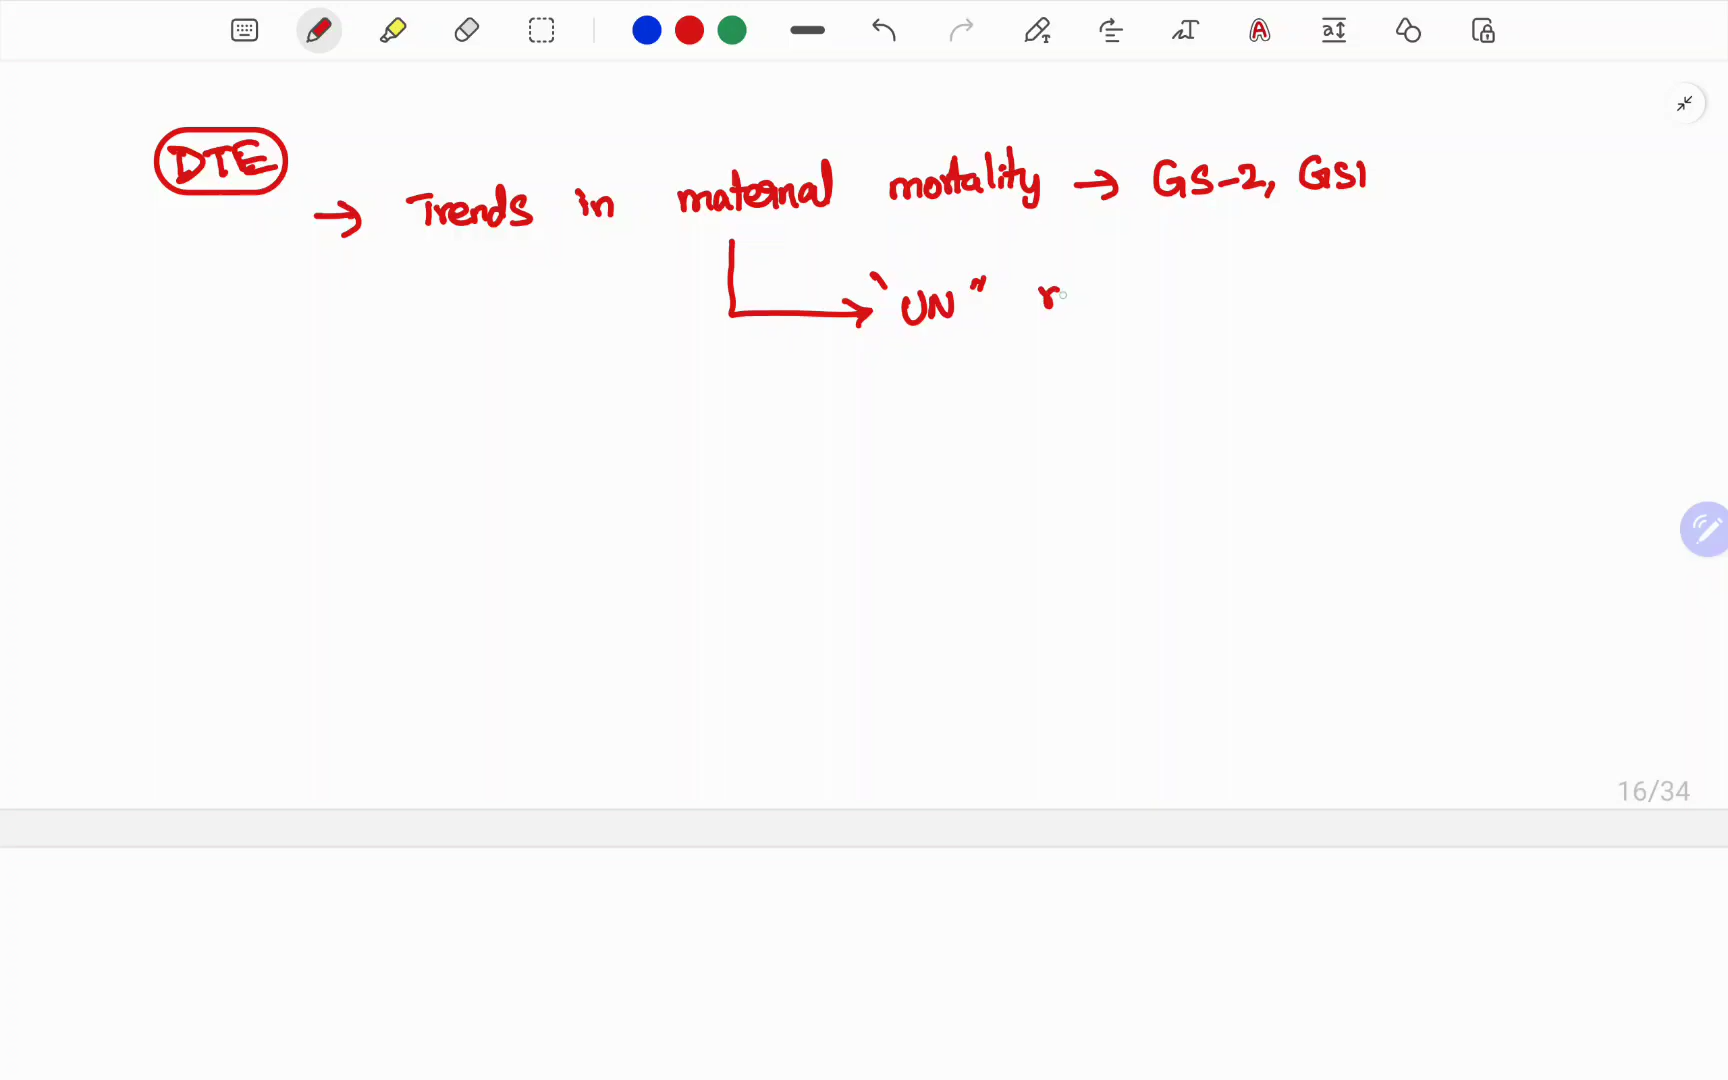 DTE
→ Trends in maternal mortality → GS-2, GS1
"UN" r
16/34